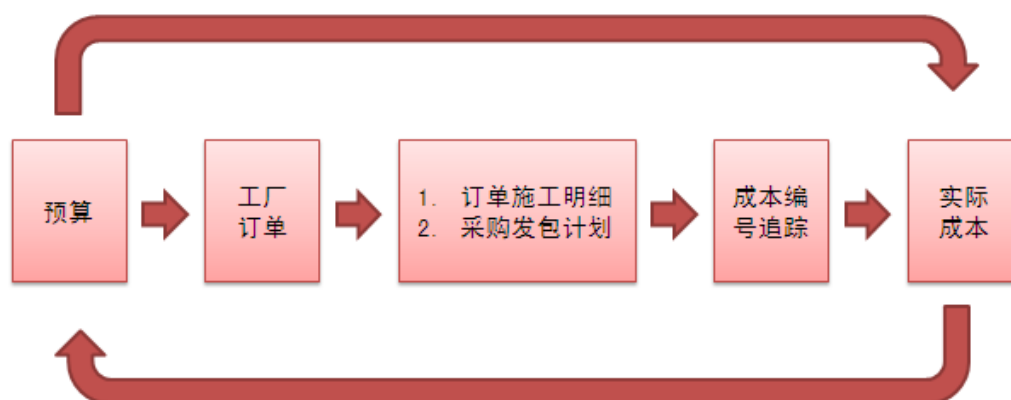 预算
工厂
订单
1. 订单施工明细
2. 采购发包计划
成本编
号追踪
实际
成本